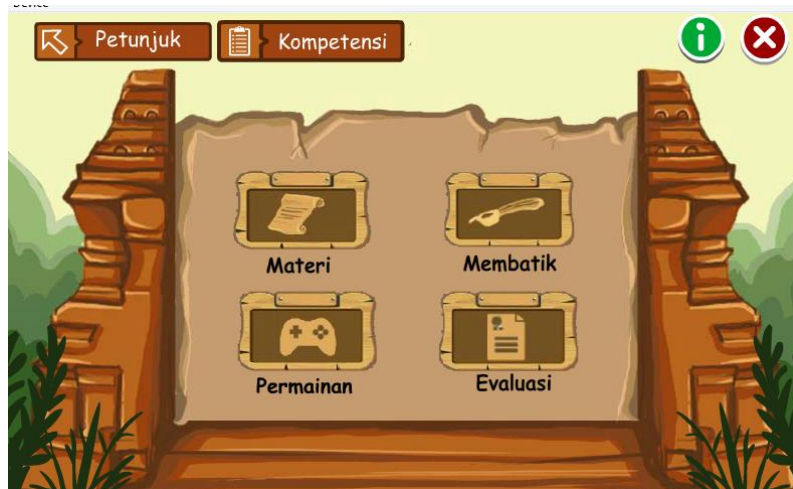 Petunjuk
Kompetensi
i
Materi
Membatik
Permainan
Evaluasi